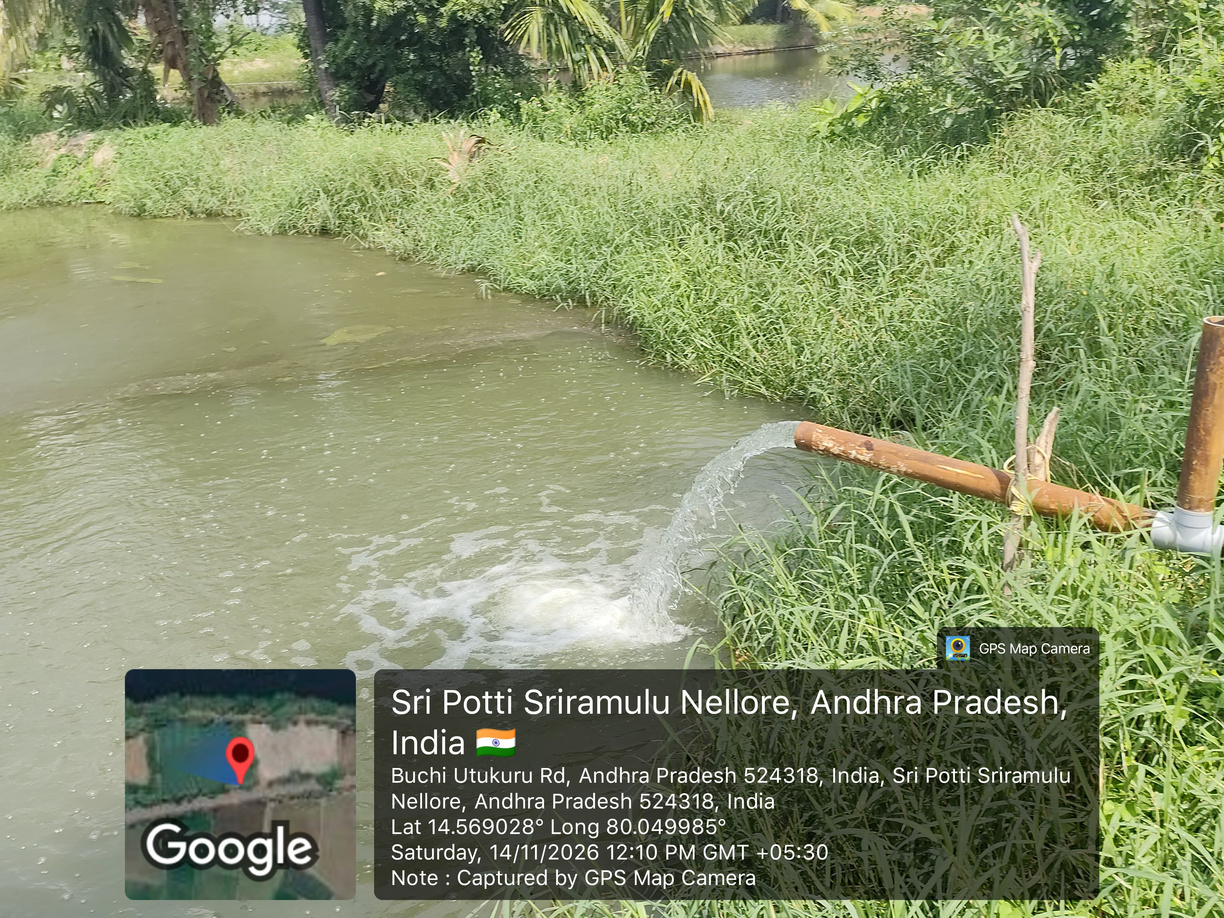 GPS Map Camera
Sri Potti Sriramulu Nellore, Andhra Pradesh,
India
Buchi Utukuru Rd, Andhra Pradesh 524318, India, Sri Potti Sriramulu
Nellore, Andhra Pradesh 524318, India
Lat 14.569028° Long 80.049985°
Saturday, 14/11/2026 12:10 PM GMT +05:30
Note : Captured by GPS Map Camera
Google